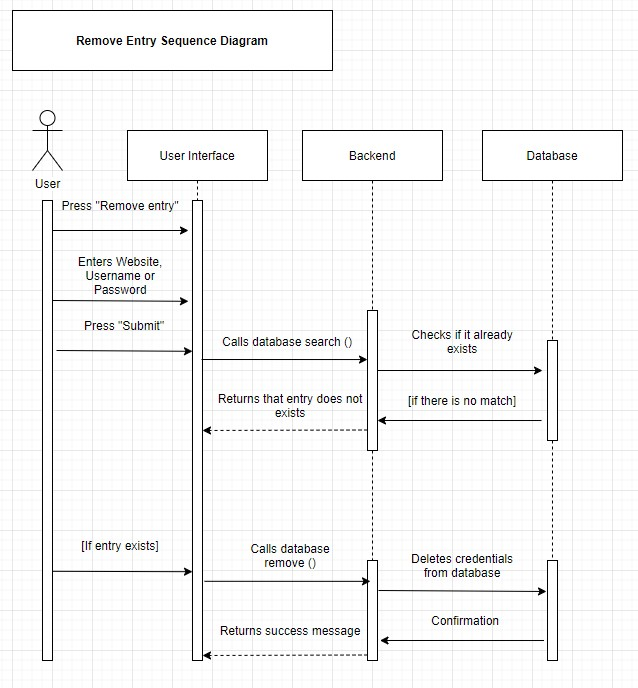 Remove Entry Sequence Diagram
User Interface
Backend
Database
User
Press "Remove entry"
Enters Website,
Username or
Password
Press "Submit"
Calls database search ()
Checks if it already
exists
Returns that entry does not
exists
[if there is no match]
[If entry exists]
Calls database
remove ()
Deletes credentials
from database
Confirmation
Returns success message